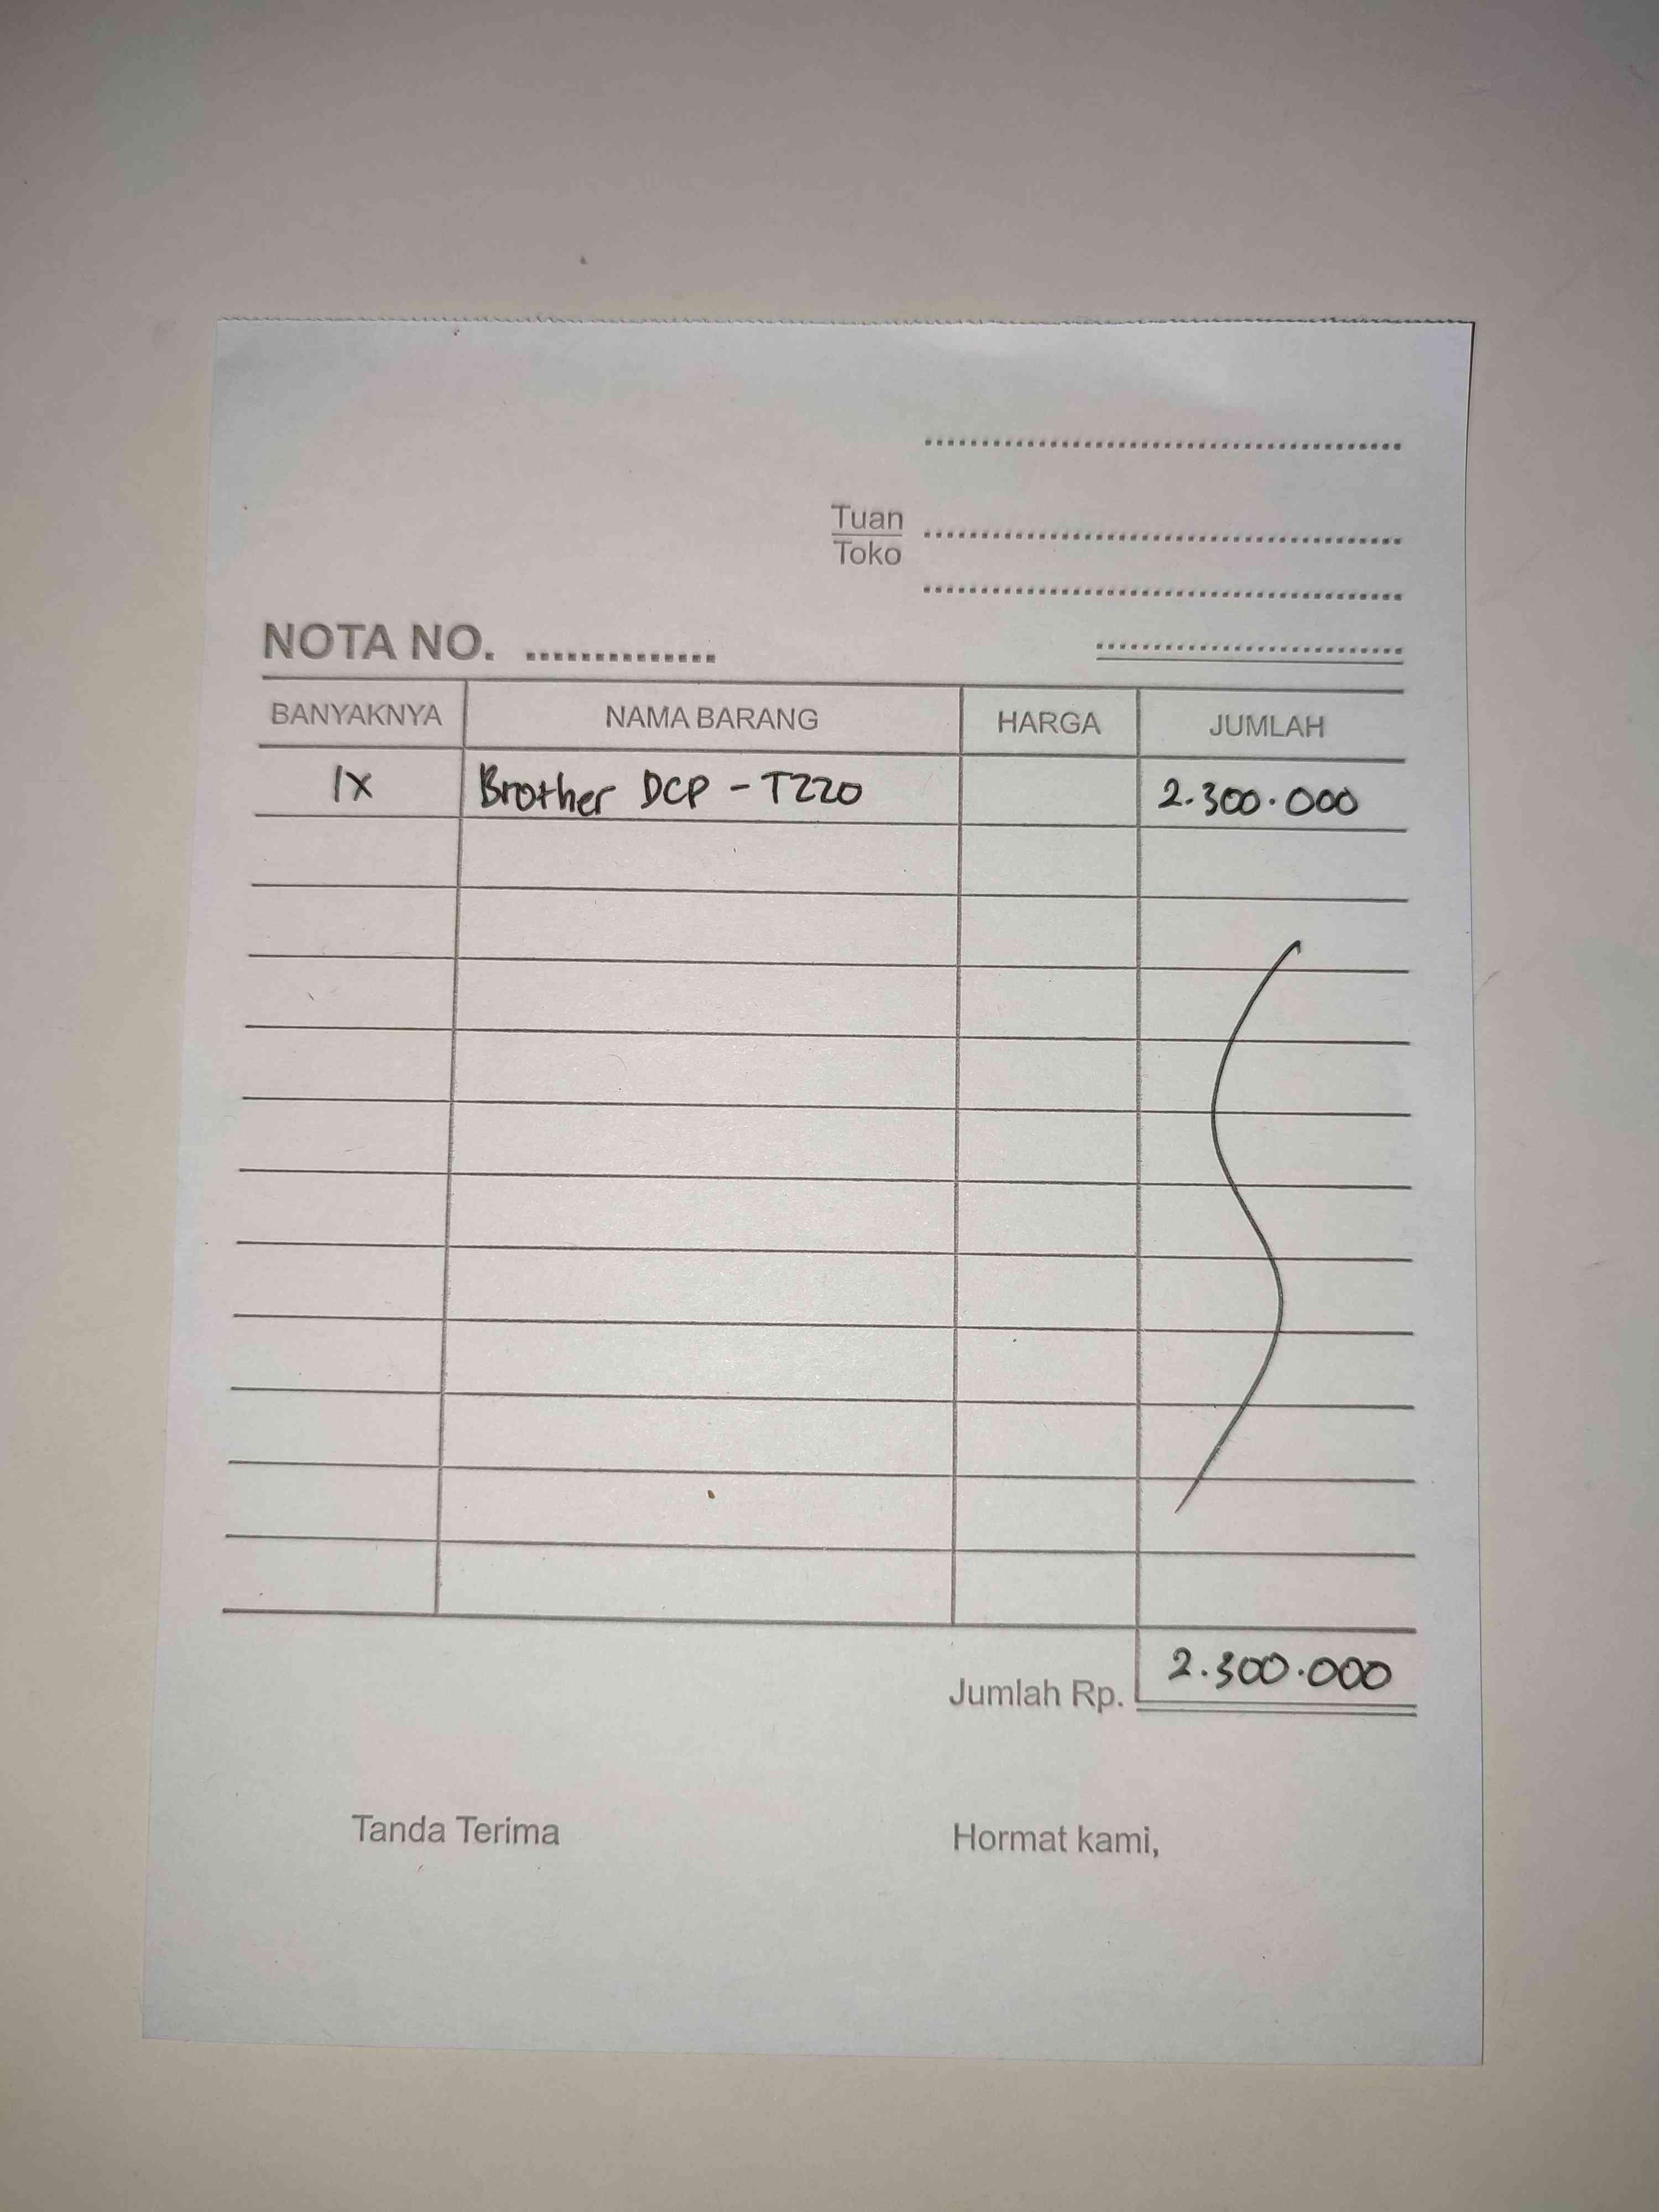 Tuan
Toko
NOTA NO. ..............
BANYAKNYA NAMA BARANG HARGA JUMLAH
1x Brother DCP - T220 2.300.000
Jumlah Rp. 2.300.000
Tanda Terima Hormat kami,